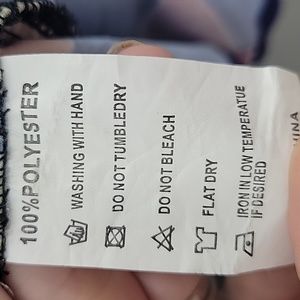 100%POLYESTER
WASHING WITH HAND
DO NOT TUMBLEDRY
DO NOT BLEACH
FLAT DRY
IRON IN LOW TEMPERATUE
IF DESIRED